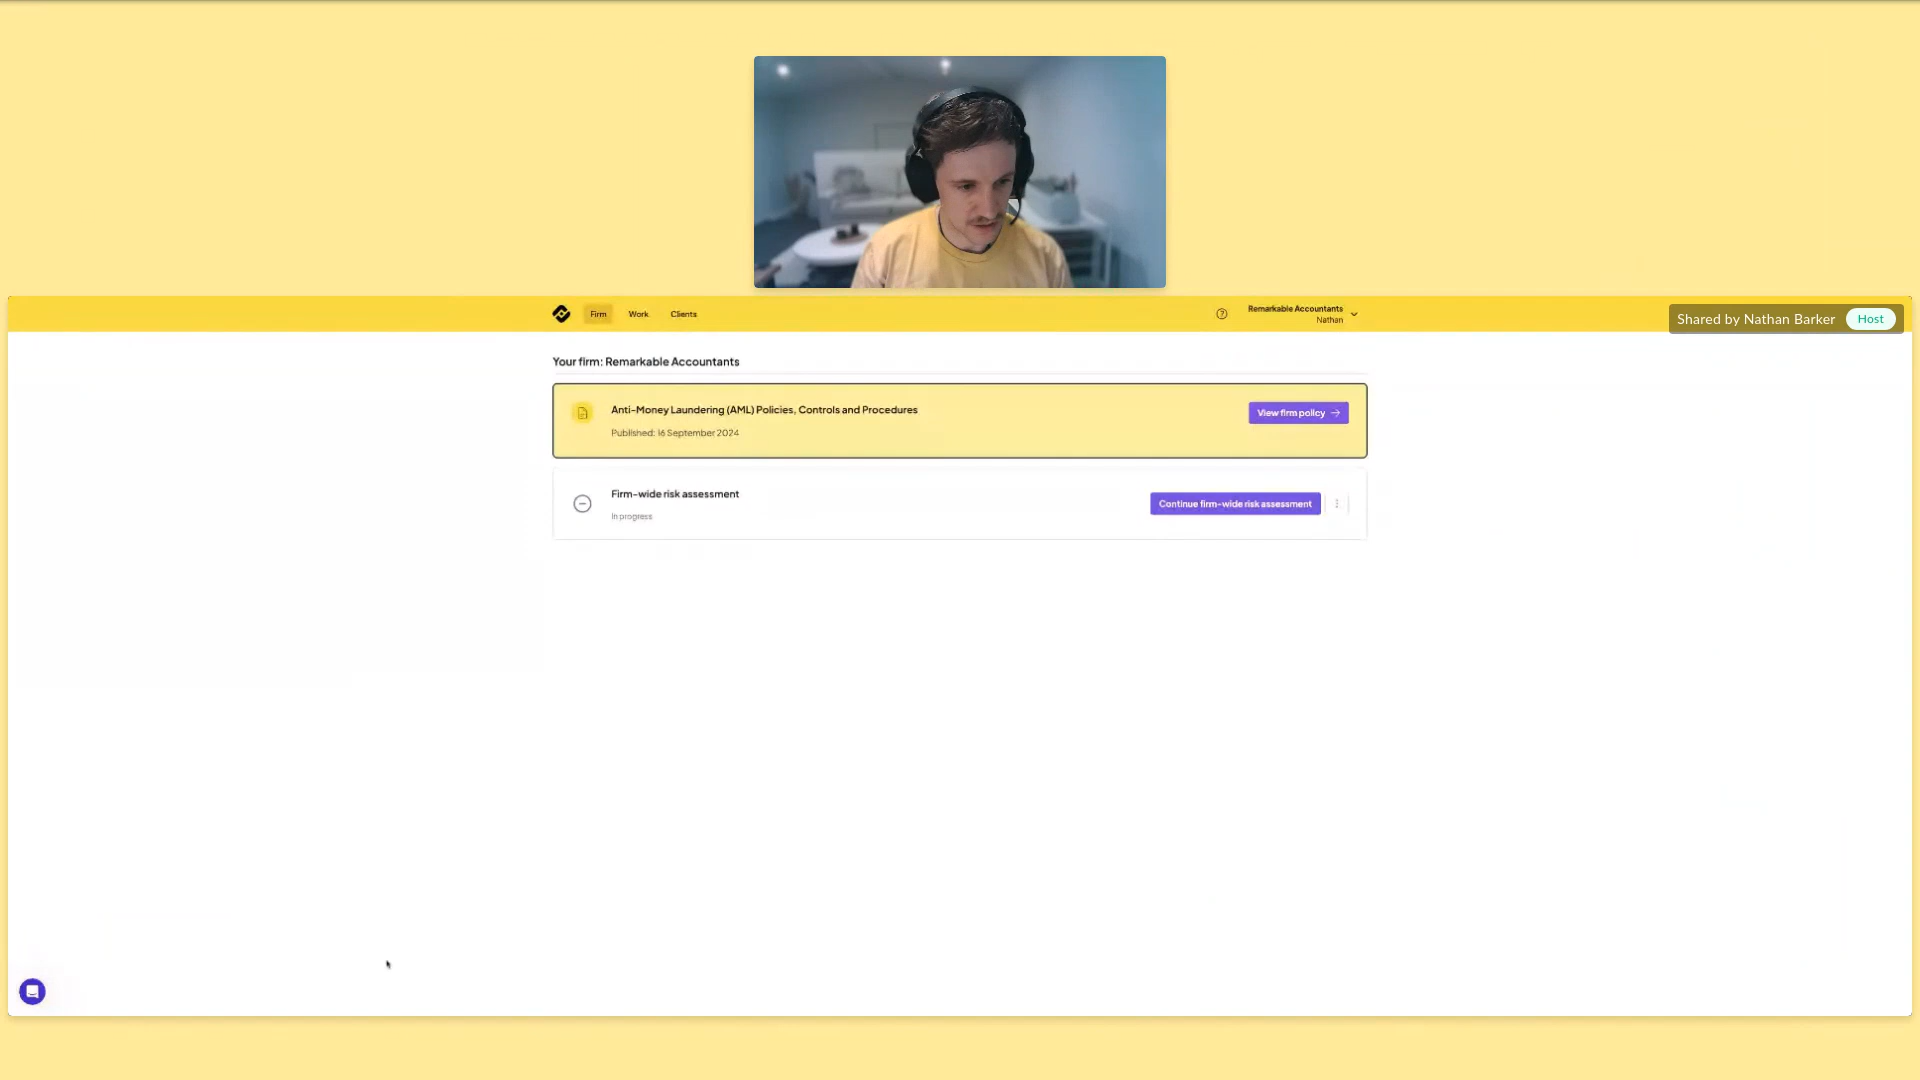 Firm
Work
Clients
Remarkable Accountants
Nathan
Shared by Nathan Barker
Host
Your firm: Remarkable Accountants
Anti-Money Laundering (AML) Policies, Controls and Procedures
View firm policy
Published: 16 September 2024
Firm-wide risk assessment
Continue firm-wide risk assessment
In progress